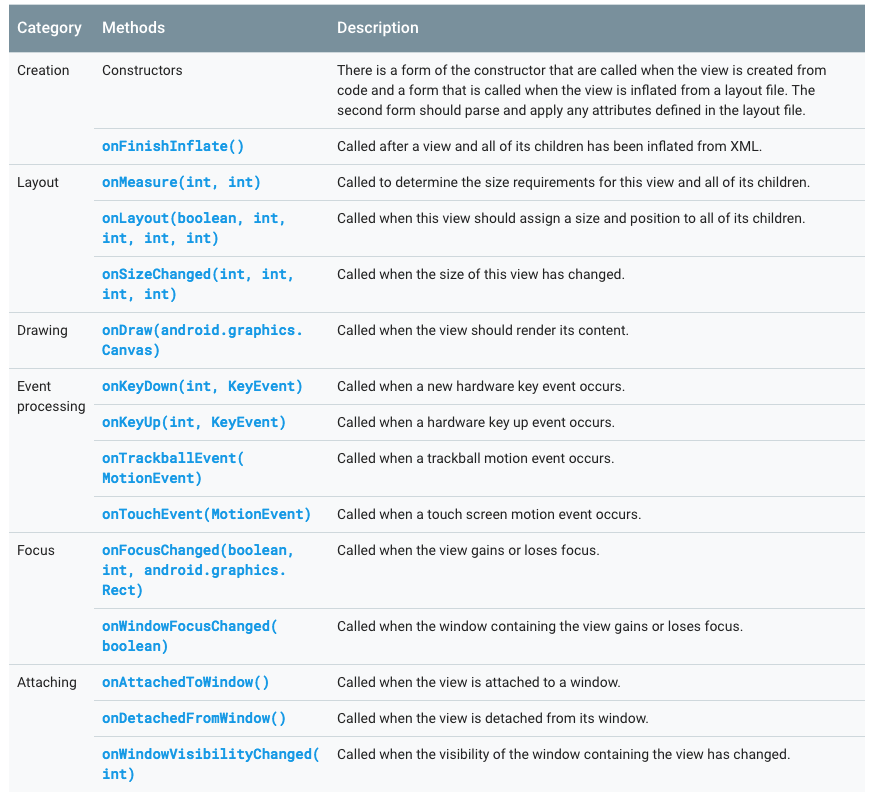 Category Methods Description
Creation Constructors There is a form of the constructor that are called when the view is created from
code and a form that is called when the view is inflated from a layout file. The
second form should parse and apply any attributes defined in the layout file.
onFinishInflate() Called after a view and all of its children has been inflated from XML.
Layout onMeasure(int, int) Called to determine the size requirements for this view and all of its children.
onLayout(boolean, int, Called when this view should assign a size and position to all of its children.
int, int, int)
onSizeChanged(int, int, Called when the size of this view has changed.
int, int)
Drawing onDraw(android.graphics. Called when the view should render its content.
Canvas)
Event onKeyDown(int, KeyEvent) Called when a new hardware key event occurs.
processing
onKeyUp(int, KeyEvent) Called when a hardware key up event occurs.
onTrackballEvent( Called when a trackball motion event occurs.
MotionEvent)
onTouchEvent(MotionEvent) Called when a touch screen motion event occurs.
Focus onFocusChanged(boolean, Called when the view gains or loses focus.
int, android.graphics.
Rect)
onWindowFocusChanged( Called when the window containing the view gains or loses focus.
boolean)
Attaching onAttachedToWindow() Called when the view is attached to a window.
onDetachedFromWindow() Called when the view is detached from its window.
onWindowVisibilityChanged( Called when the visibility of the window containing the view has changed.
int)